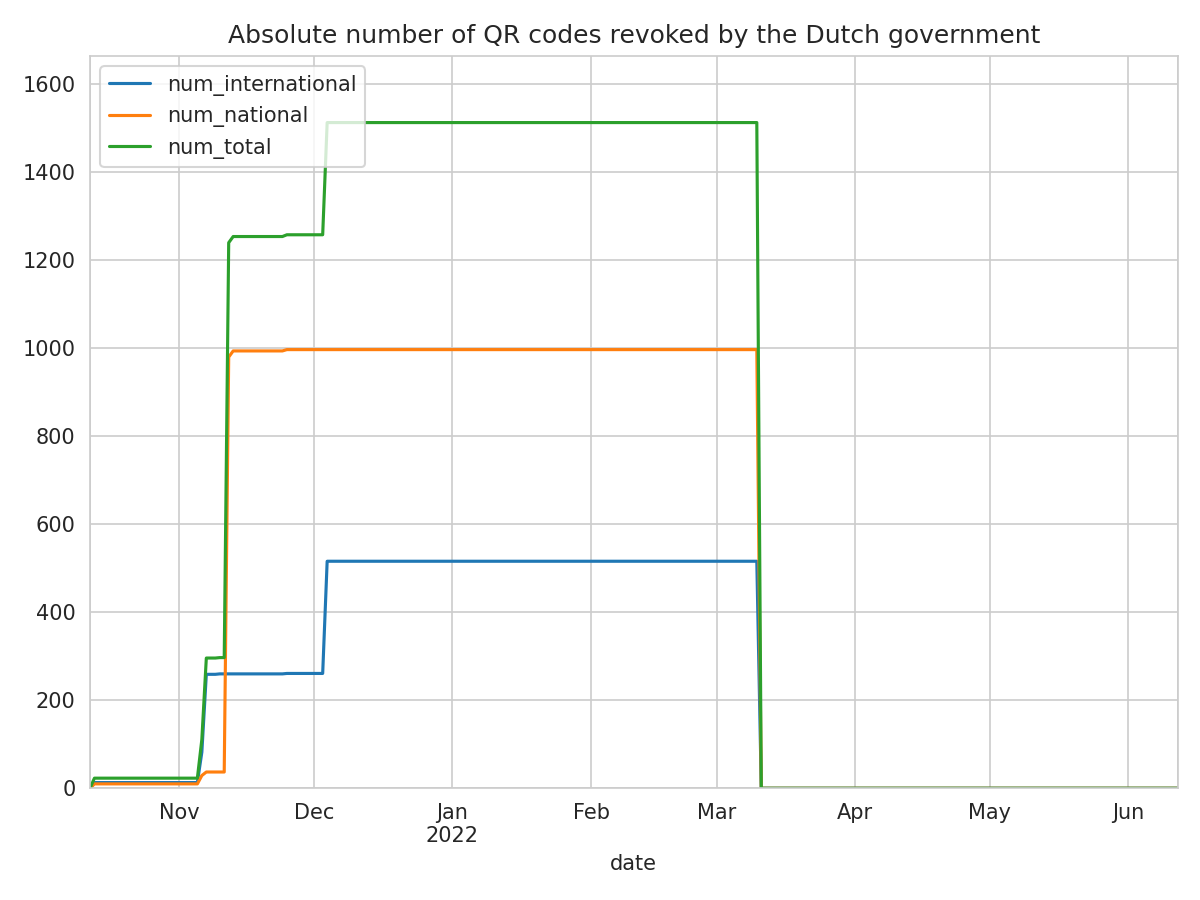 Absolute number of QR codes revoked by the Dutch government
num_international
num_national
num_total
1600
1400
1200
1000
800
600
400
200
0
Nov Dec Jan Feb Mar Apr May Jun
2022
date